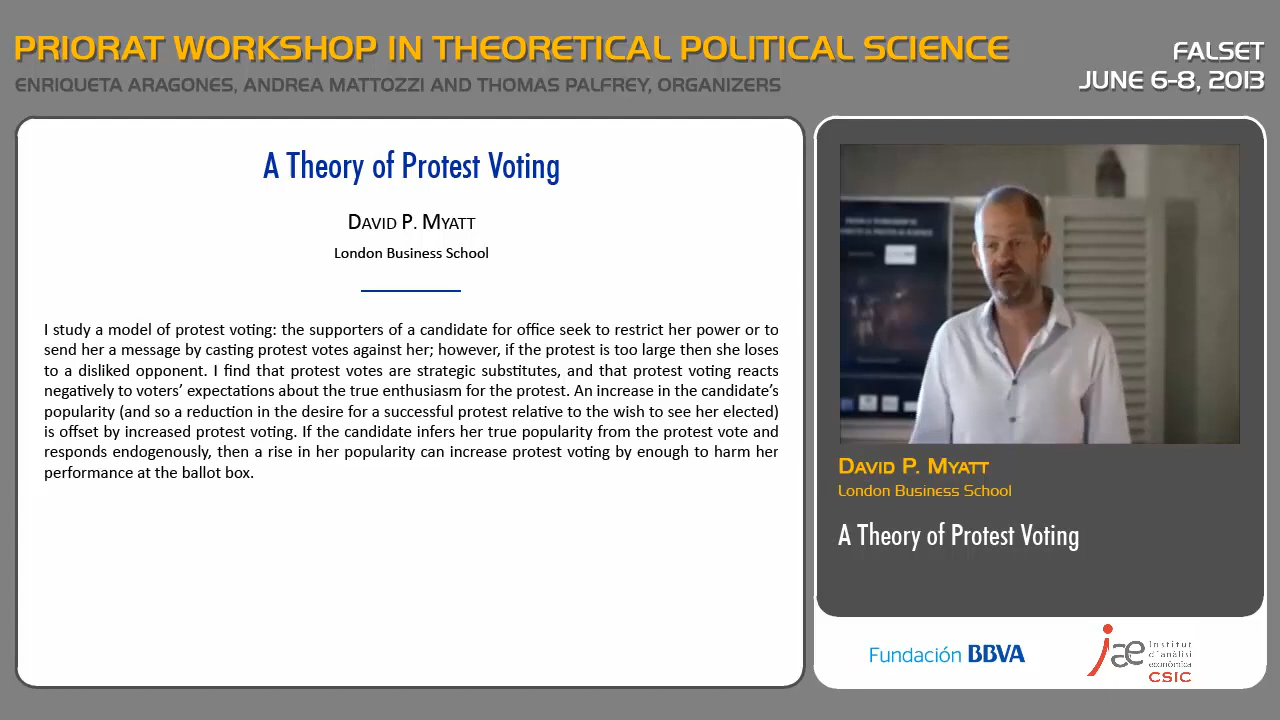 PRIORAT WORKSHOP IN THEORETICAL POLITICAL SCIENCE
ENRIQUETA ARAGONES, ANDREA MATTOZZI AND THOMAS PALFREY, ORGANIZERS
FALSET
JUNE 6-8, 2013
A Theory of Protest Voting
DAVID P. MYATT
London Business School
I study a model of protest voting: the supporters of a candidate for office seek to restrict her power or to
send her a message by casting protest votes against her; however, if the protest is too large then she loses
to a disliked opponent. I find that protest votes are strategic substitutes, and that protest voting reacts
negatively to voters' expectations about the true enthusiasm for the protest. An increase in the candidate's
popularity (and so a reduction in the desire for a successful protest relative to the wish to see her elected)
is offset by increased protest voting. If the candidate infers her true popularity from the protest vote and
responds endogenously, then a rise in her popularity can increase protest voting by enough to harm her
performance at the ballot box.
DAVID P. MYATT
London Business School
A Theory of Protest Voting
Fundación BBVA
iae
Institut
d'anàlisi
econòmica
CSIC